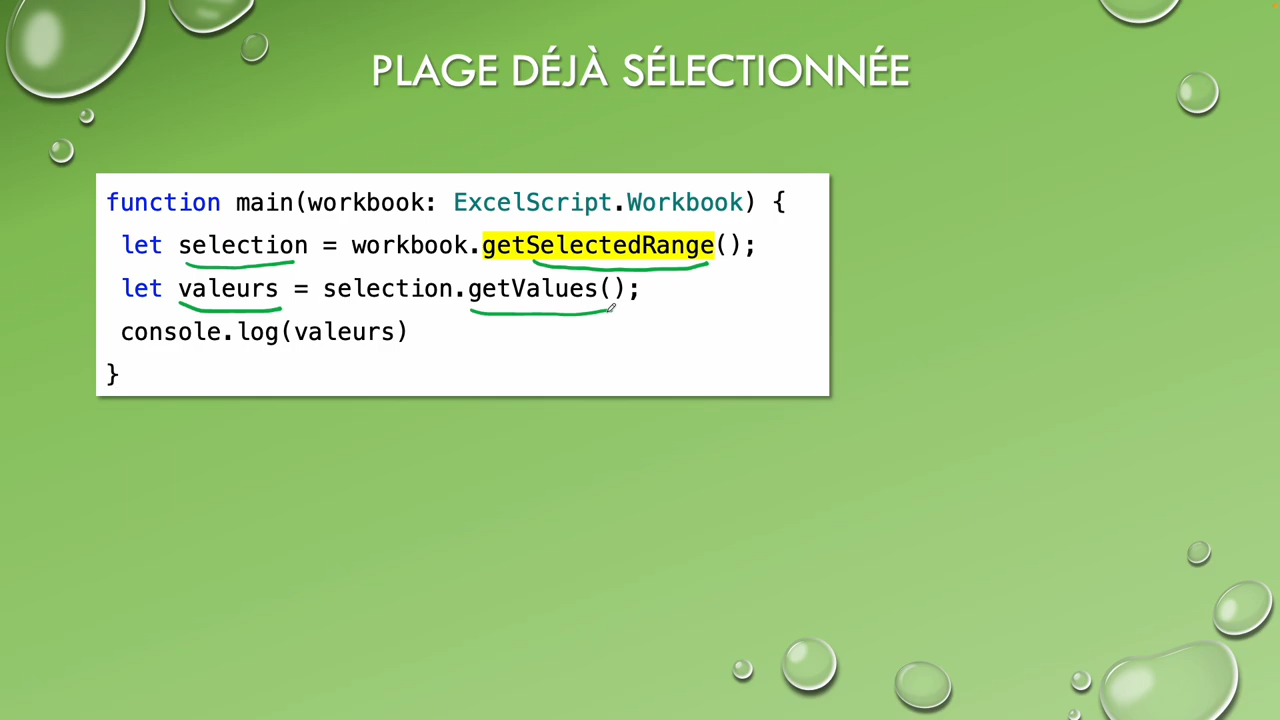 PLAGE DÉJÀ SÉLECTIONNÉE
function main(workbook: ExcelScript.Workbook) {
let selection = workbook.getSelectedRange();
let valeurs = selection.getValues();
console.log(valeurs)
}